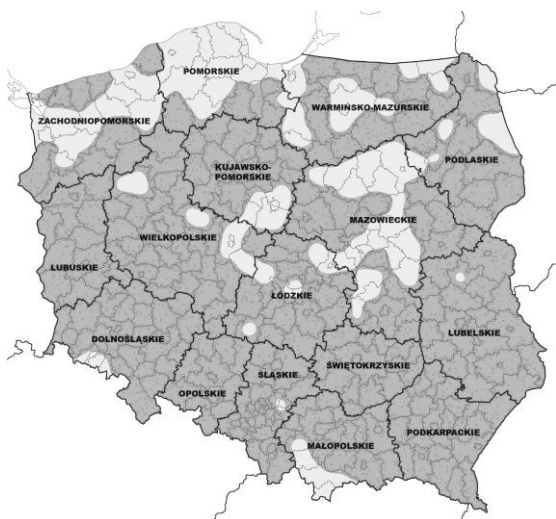 POMORSKIE
WARMIŃSKO-MAZURSKIE
ZACHODNIOPOMORSKIE
PODLASKIE
KUJAWSKO-
POMORSKIE
MAZOWIECKIE
WIELKOPOLSKIE
LUBUSKIE
ŁÓDZKIE
LUBELSKIE
DOLNOŚLĄSKIE
ŚWIĘTOKRZYSKIE
ŚLĄSKIE
OPOLSKIE
PODKARPACKIE
MAŁOPOLSKIE